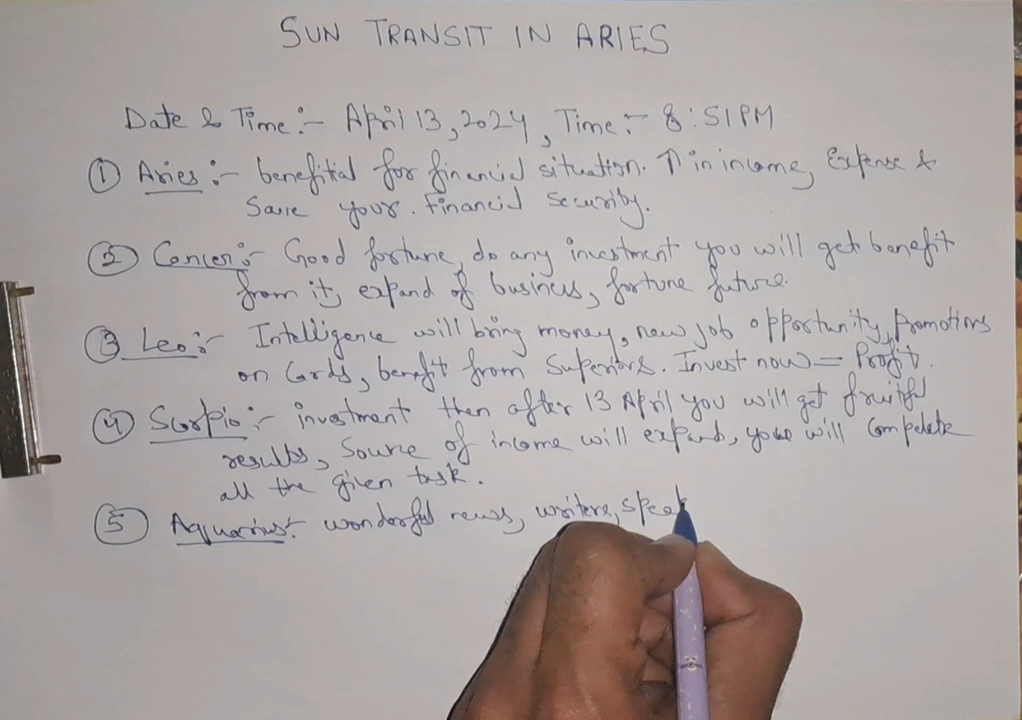 SUN TRANSIT IN ARIES
Date & Time:- April 13, 2024, Time:- 8:51PM
① Aries:- benefitial for financial situation. ↑ in income, Expense &
Save your. Financial Security.
② Cancer:- Good fortune, do any investment you will get benefit
from it, expand of business, fortune future.
③ Leo:- Intelligence will bring money, new job opportunity, promotions
on Cards, benefit from Superiors. Invest now = Profit.
④ Scorpio:- investment then after 13 April you will get fruitful
results, Source of income will expand, you will Compelete
all the given task.
⑤ Aquarius:- wonderful news, writers, speak